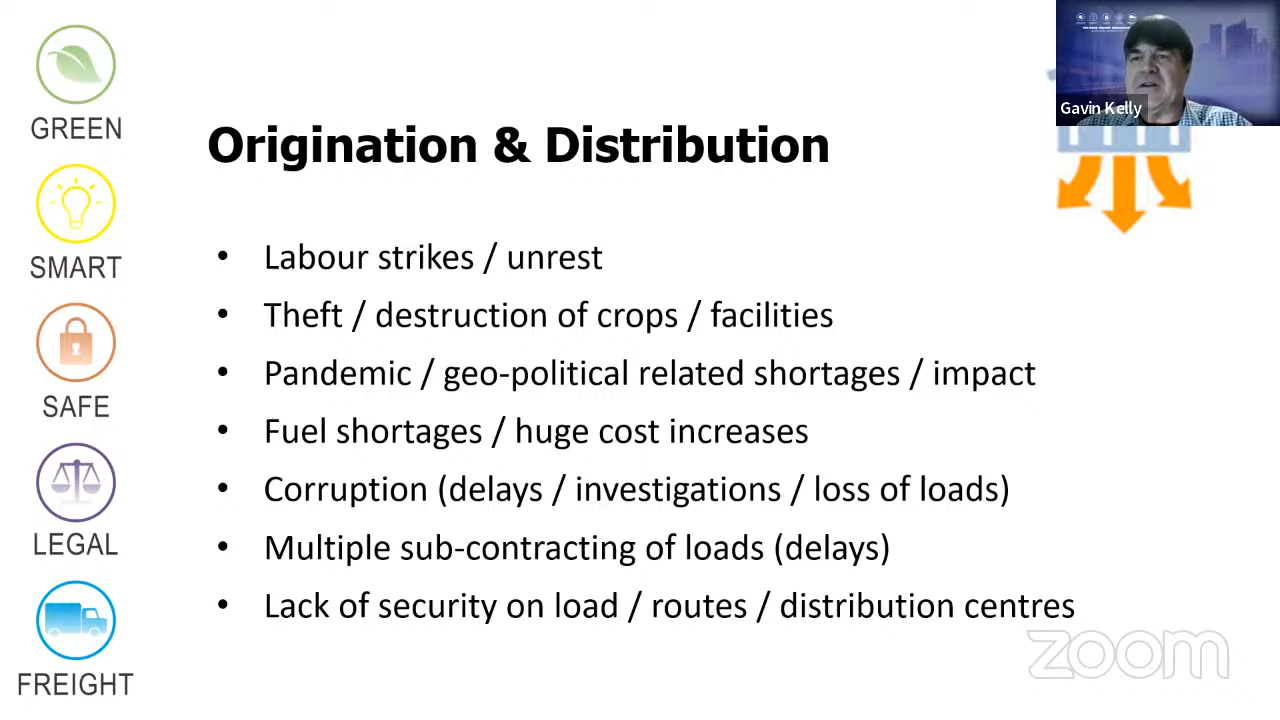 GREEN
SMART
SAFE
LEGAL
FREIGHT
Origination & Distribution
• Labour strikes / unrest
• Theft / destruction of crops / facilities
• Pandemic / geo-political related shortages / impact
• Fuel shortages / huge cost increases
• Corruption (delays / investigations / loss of loads)
• Multiple sub-contracting of loads (delays)
• Lack of security on load / routes / distribution centres
Gavin Kelly
zoom